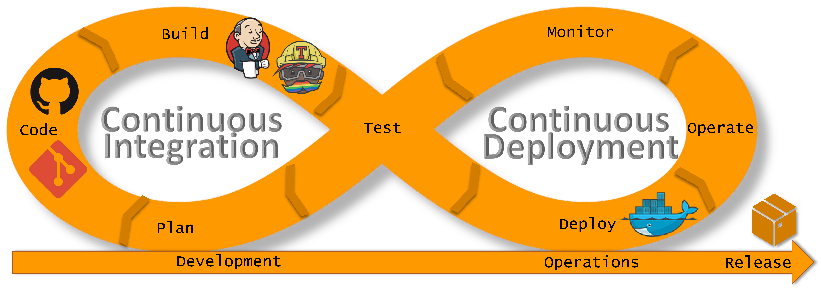 Build
Monitor
Code
Continuous
Integration
Test
Continuous
Deployment
Operate
Plan
Deploy
Development
Operations
Release
T